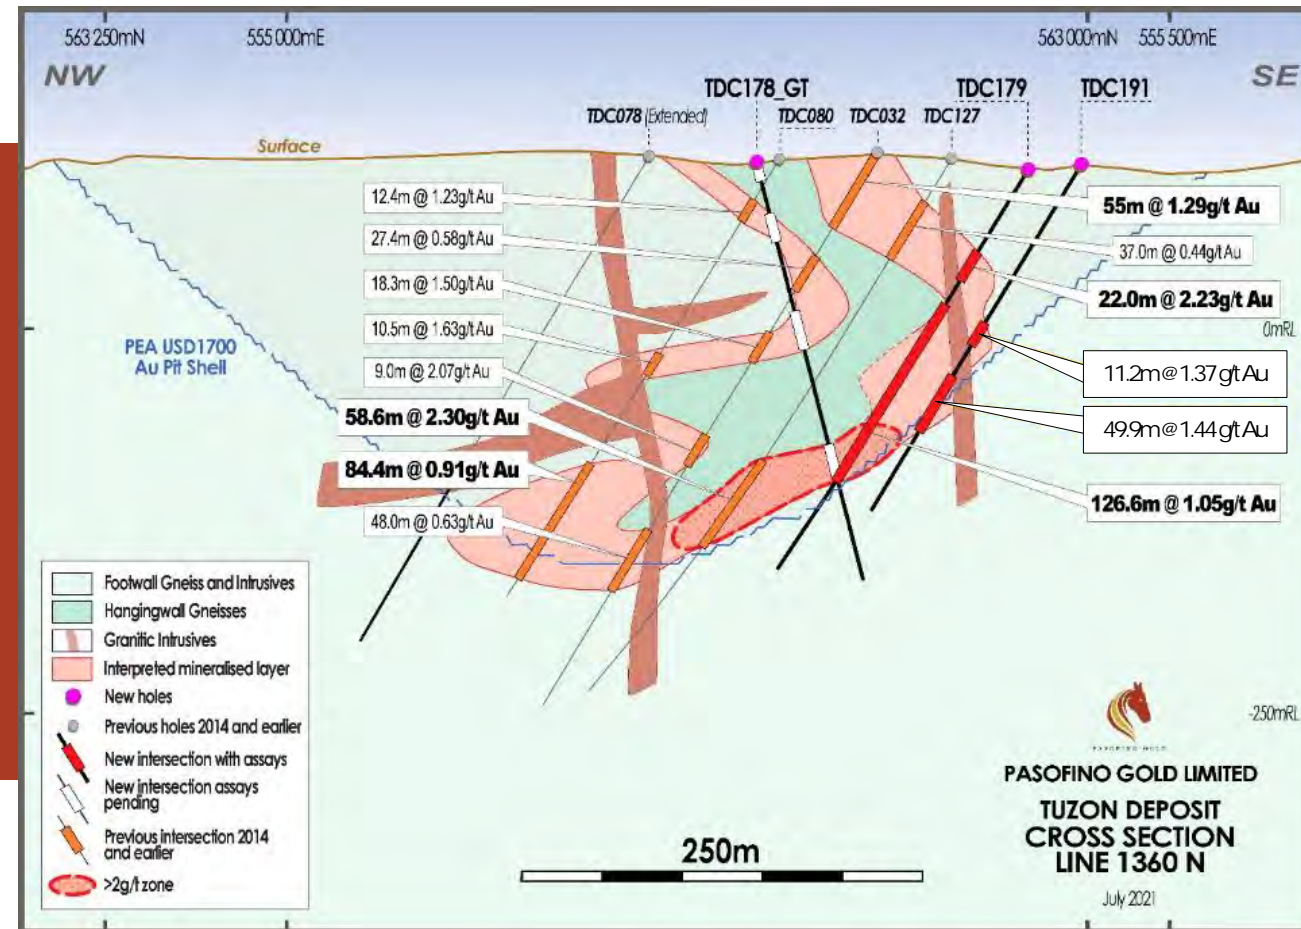 563 250mN
555 000mE
563 000mN
555 500mE
NW
SE
TDC178_GT
TDC179
TDC191
TDC078 (Extended)
TDC080
TDC032
TDC127
Surface
12.4m @ 1.23g/t Au
27.4m @ 0.58g/t Au
18.3m @ 1.50g/t Au
10.5m @ 1.63g/t Au
9.0m @ 2.07g/t Au
58.6m @ 2.30g/t Au
84.4m @ 0.91g/t Au
48.0m @ 0.63g/t Au
55m @ 1.29g/t Au
37.0m @ 0.44g/t Au
22.0m @ 2.23g/t Au
0mRL
11.2m@1.37 g/t Au
49.9m@1.44 g/t Au
126.6m @ 1.05g/t Au
PEA USD1700
Au Pit Shell
Footwall Gneiss and Intrusives
Hangingwall Gneisses
Granitic Intrusives
Interpreted mineralised layer
New holes
Previous holes 2014 and earlier
New intersection with assays
New intersection assays
pending
Previous intersection 2014
and earlier
>2g/t zone
250m
-250mRL
PASOFINO GOLD
PASOFINO GOLD LIMITED
TUZON DEPOSIT
CROSS SECTION
LINE 1360 N
July 2021